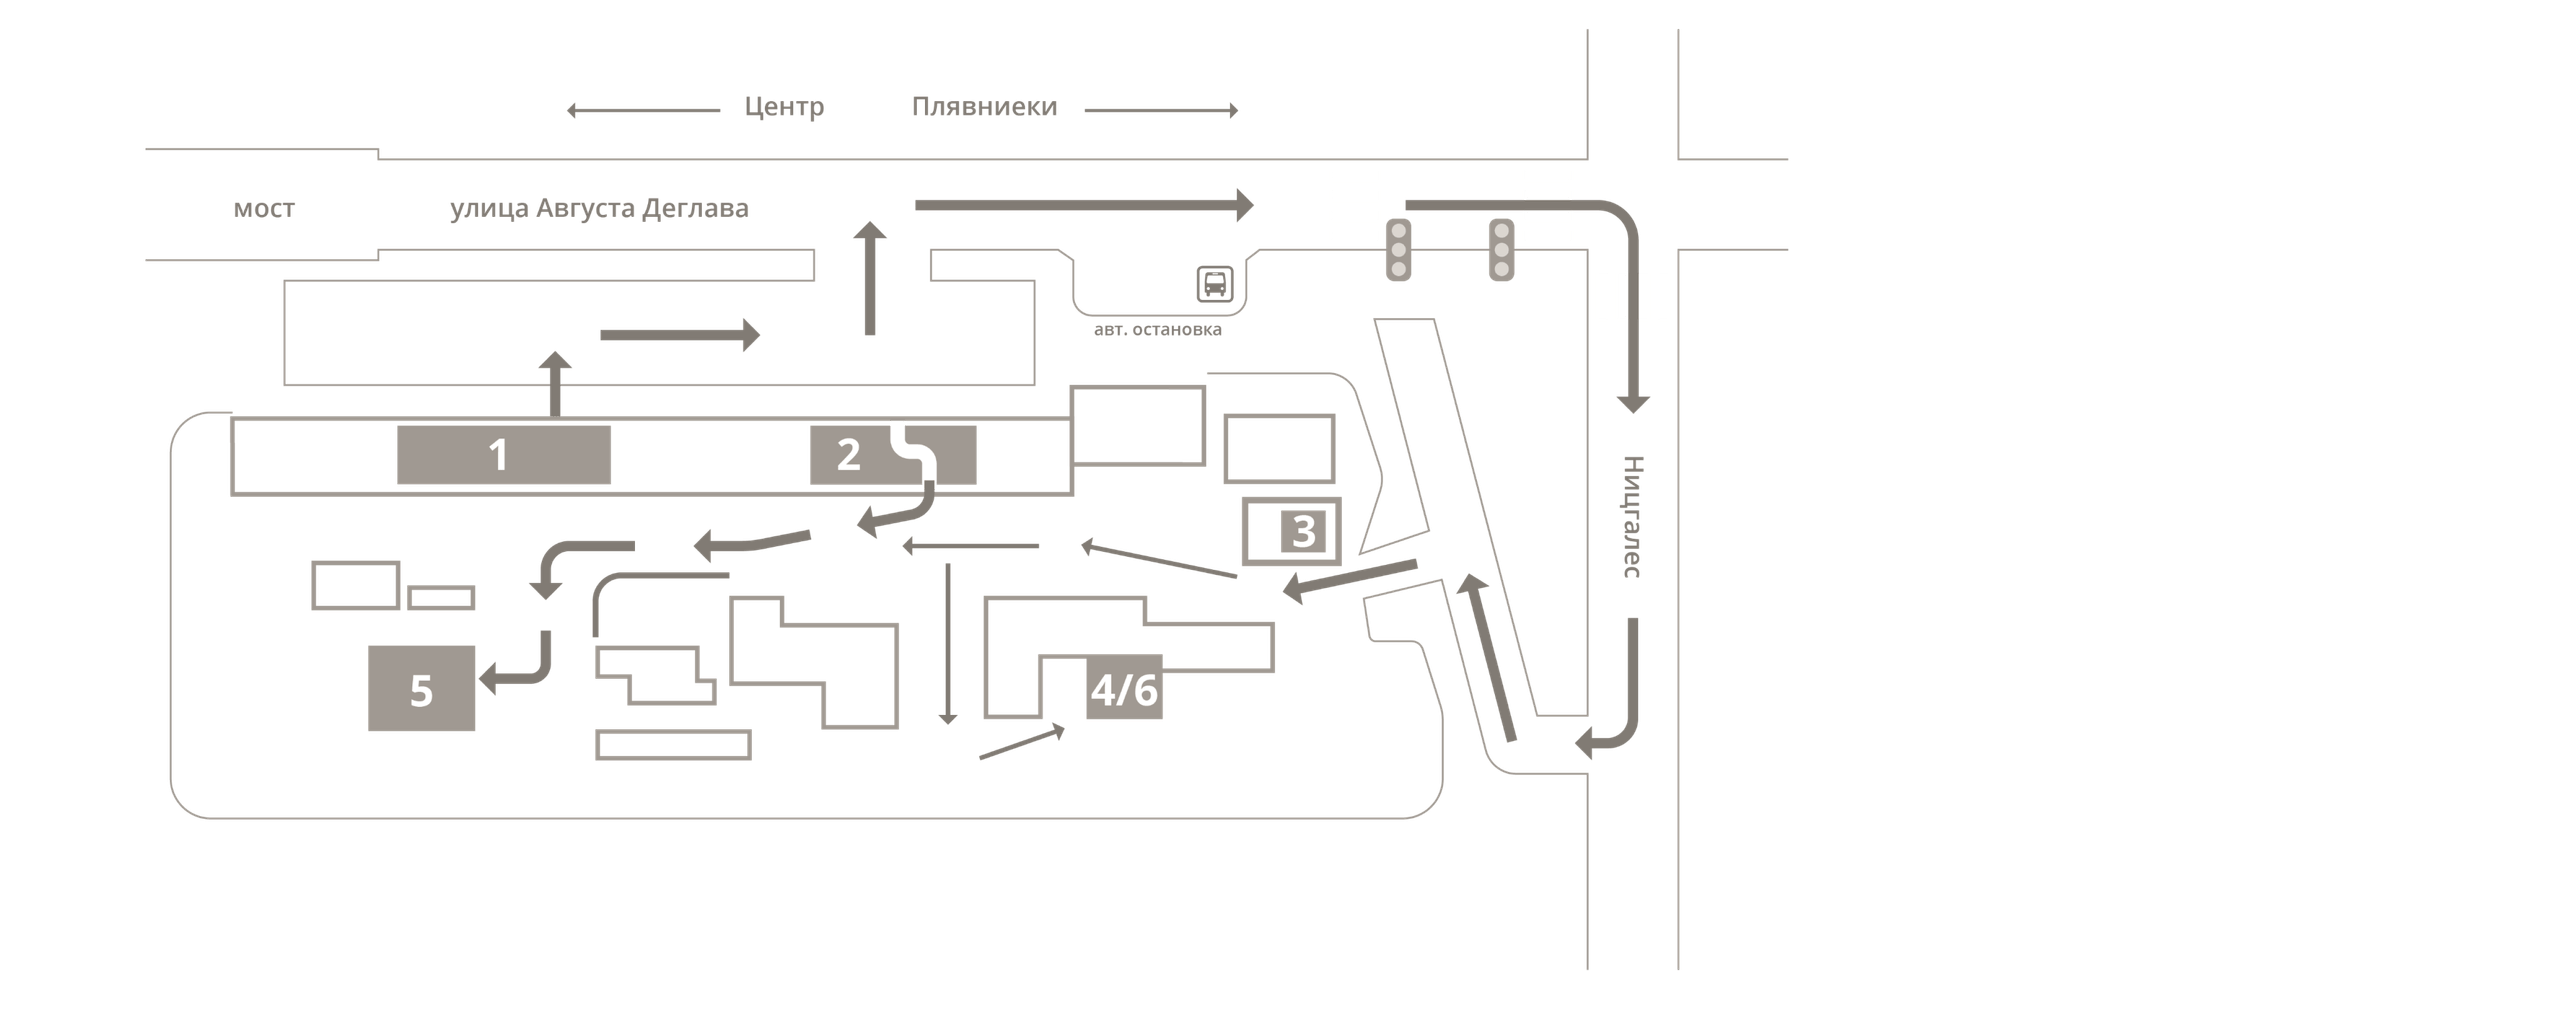 Центр
Плявниеки
мост
улица Августа Деглава
авт. остановка
1
2
Ницгалес
3
5
4/6